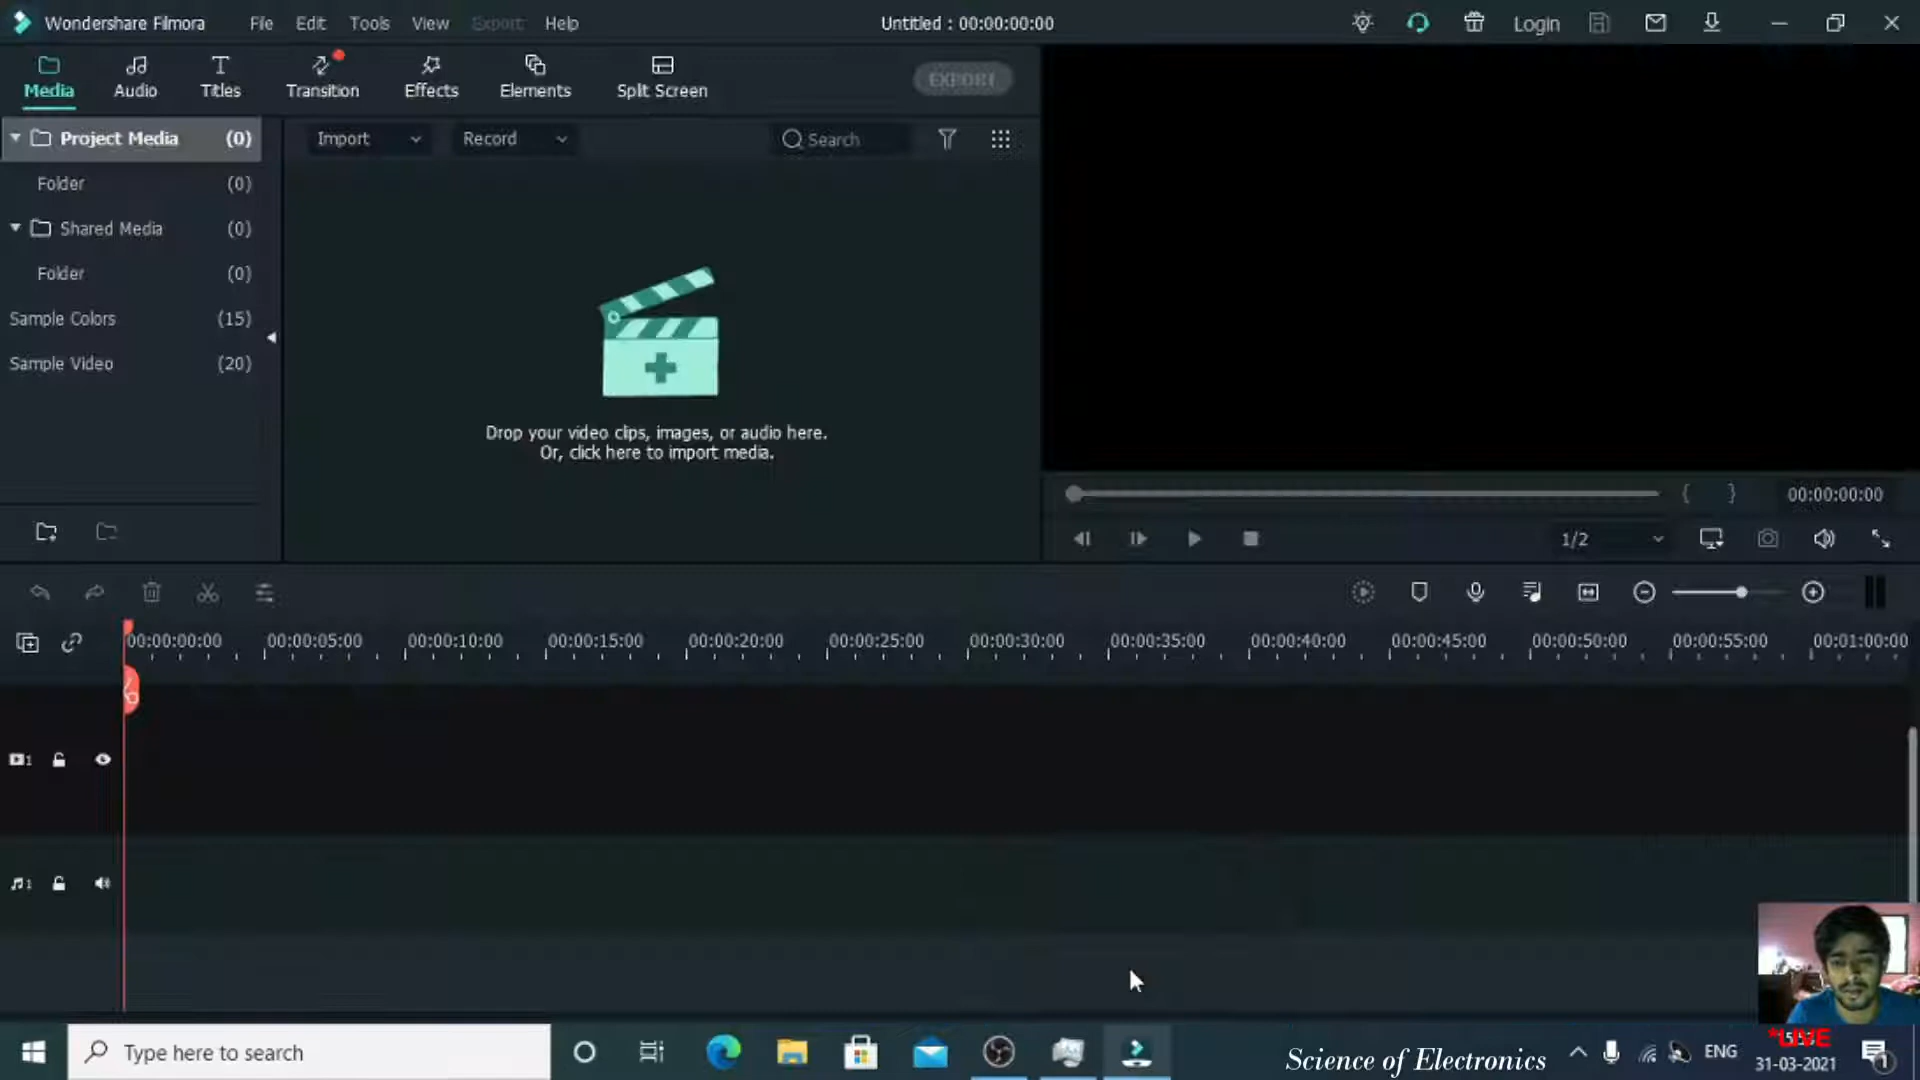 Wondershare Filmora File Edit Tools View Export Help Untitled : 00:00:00:00 Login
Media Audio Titles Transition Effects Elements Split Screen EXPORT
Project Media (0) Import Record Search
Folder (0)
Shared Media (0)
Folder (0)
Sample Colors (15)
Sample Video (20)
Drop your video clips, images, or audio here.
Or, click here to import media.
{ } 00:00:00:00
1/2
00:00:00:00 00:00:05:00 00:00:10:00 00:00:15:00 00:00:20:00 00:00:25:00 00:00:30:00 00:00:35:00 00:00:40:00 00:00:45:00 00:00:50:00 00:00:55:00 00:01:00:00
1
1
Type here to search
Science of Electronics
ENG
*LIVE
31-03-2021
1